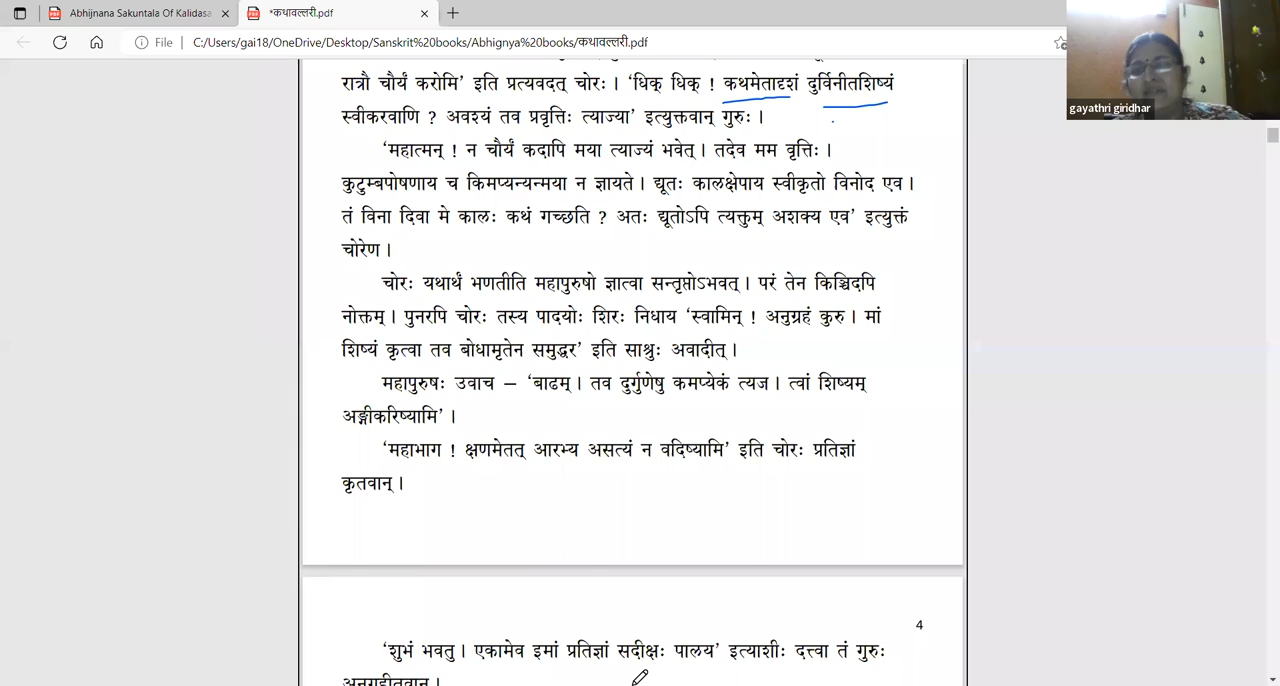 Abhijnana Sakuntala Of Kalidasa
*कथावल्लरी.pdf
File
C:/Users/gai18/OneDrive/Desktop/Sanskrit%20books/Abhignya%20books/कथावल्लरी.pdf
gayathri giridhar
रात्रौ चौर्यं करोमि’ इति प्रत्यवदत् चोरः । ‘धिक् धिक् ! कथमेतादृशं दुर्विनीतशिष्यं
स्वीकरवाणि ? अवश्यं तव प्रवृत्तिः त्याज्या’ इत्युक्तवान् गुरुः ।
‘महात्मन् ! न चौर्यं कदापि मया त्याज्यं भवेत् । तदेव मम वृत्तिः ।
कुटुम्बपोषणाय च किमप्यन्यन्मया न ज्ञायते । द्यूतः कालक्षेपाय स्वीकृतो विनोद एव ।
तं विना दिवा मे कालः कथं गच्छति ? अतः द्यूतोऽपि त्यक्तुम् अशक्य एव’ इत्युक्तं
चोरेण ।
चोरः यथार्थं भणतीति महापुरुषो ज्ञात्वा सन्तृप्तोऽभवत् । परं तेन किञ्चिदपि
नोक्तम् । पुनरपि चोरः तस्य पादयोः शिरः निधाय ‘स्वामिन् ! अनुग्रहं कुरु । मां
शिष्यं कृत्वा तव बोधामृतेन समुद्धर’ इति साश्रुः अवादीत् ।
महापुरुषः उवाच – ‘बाढम् । तव दुर्गुणेषु कमप्येकं त्यज । त्वां शिष्यम्
अङ्गीकरिष्यामि’ ।
‘महाभाग ! क्षणमेतत् आरभ्य असत्यं न वदिष्यामि’ इति चोरः प्रतिज्ञां
कृतवान् ।
4
‘शुभं भवतु । एकामेव इमां प्रतिज्ञां सदीक्षः पालय’ इत्याशीः दत्त्वा तं गुरुः
अनुगृहीतवान् ।